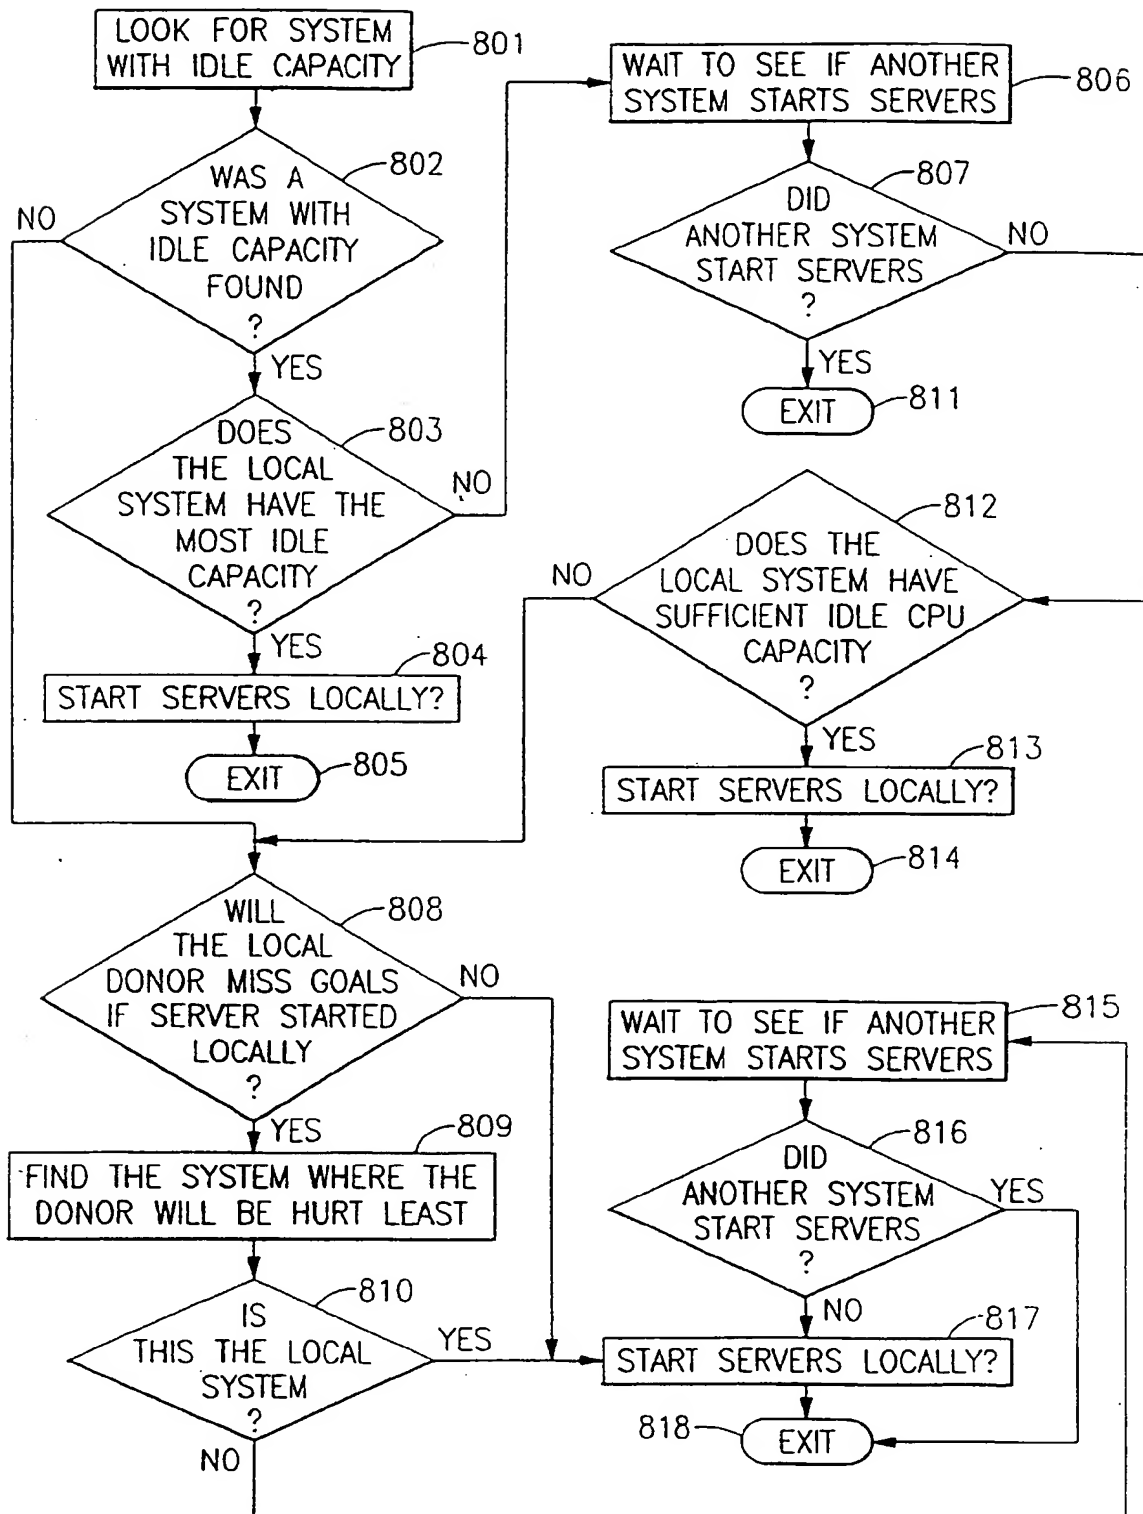 LOOK FOR SYSTEM
WITH IDLE CAPACITY
801
WAS A
SYSTEM WITH
IDLE CAPACITY
FOUND
?
802
NO
YES
DOES
THE LOCAL
SYSTEM HAVE THE
MOST IDLE
CAPACITY
?
803
NO
YES
START SERVERS LOCALLY?
804
EXIT
805
WAIT TO SEE IF ANOTHER
SYSTEM STARTS SERVERS
806
DID
ANOTHER SYSTEM
START SERVERS
?
807
NO
YES
EXIT
811
DOES THE
LOCAL SYSTEM HAVE
SUFFICIENT IDLE CPU
CAPACITY
?
812
NO
YES
START SERVERS LOCALLY?
813
EXIT
814
WILL
THE LOCAL
DONOR MISS GOALS
IF SERVER STARTED
LOCALLY
?
808
NO
YES
FIND THE SYSTEM WHERE THE
DONOR WILL BE HURT LEAST
809
IS
THIS THE LOCAL
SYSTEM
?
810
YES
NO
WAIT TO SEE IF ANOTHER
SYSTEM STARTS SERVERS
815
DID
ANOTHER SYSTEM
START SERVERS
?
816
YES
NO
START SERVERS LOCALLY?
817
EXIT
818